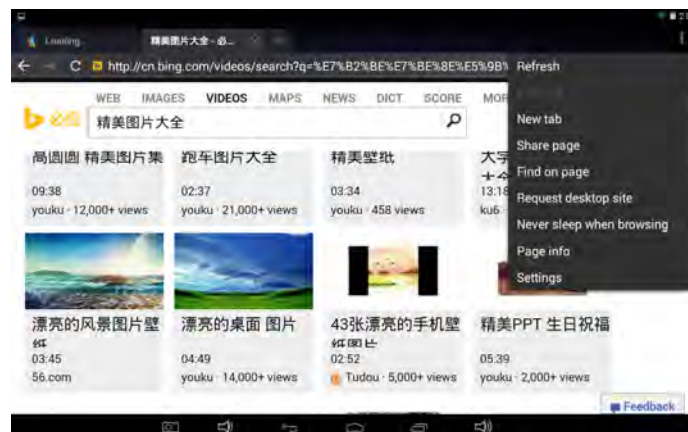 Loading...
精美图片大全 - 必...
http://cn.bing.com/videos/search?q=%E7%B2%BE%E7%BE%8E%E5%9B%
Refresh
New tab
Share page
Find on page
Request desktop site
Never sleep when browsing
Page info
Settings
WEB IMAGES VIDEOS MAPS NEWS DICT SCORE
必应 精美图片大全
高圆圆 精美图片集
09:38
youku · 12,000+ views
跑车图片大全
02:37
youku · 21,000+ views
精美壁纸
03:34
youku · 458 views
13:18
ku6
漂亮的风景图片壁纸
03:45
56.com
漂亮的桌面 图片
04:49
youku · 14,000+ views
43张漂亮的手机壁纸图片
02:52
Tudou · 5,000+ views
精美PPT 生日祝福
05:39
youku · 2,000+ views
Feedback